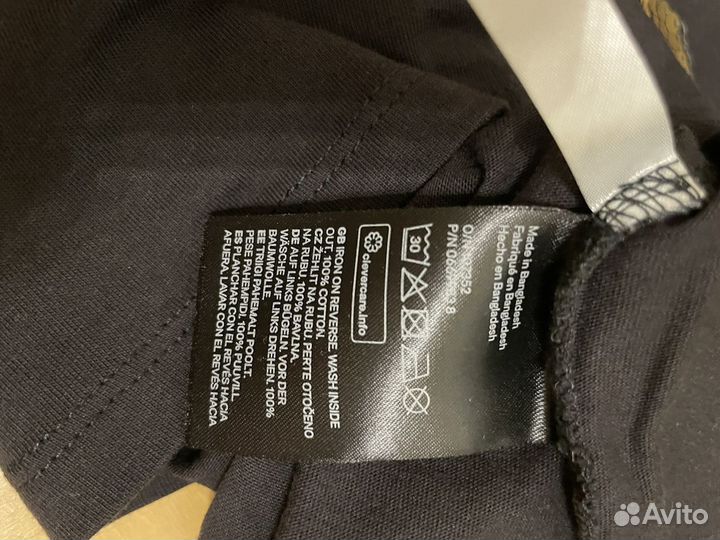 Made in Bangladesh
Fabriqué en Bangladesh
Hecho en Bangladesh
30
clevercare.info
GB IRON ON REVERSE. WASH INSIDE
OUT. 100% COTTON.
CZ ŽEHLIT NA RUBU. PERTE OTOČENO
NA RUBU. 100% BAVLNA.
DE AUF LINKS BÜGELN. VOR DER
WÄSCHE AUF LINKS DREHEN. 100%
BAUMWOLLE.
EE TRIIGI PAHEMALT POOLT.
PESE PAHEMPIDI. 100% PUUVILL
ES PLANCHAR CON EL REVÉS HACIA
AFUERA. LAVAR CON EL REVÉS HACIA
Avito